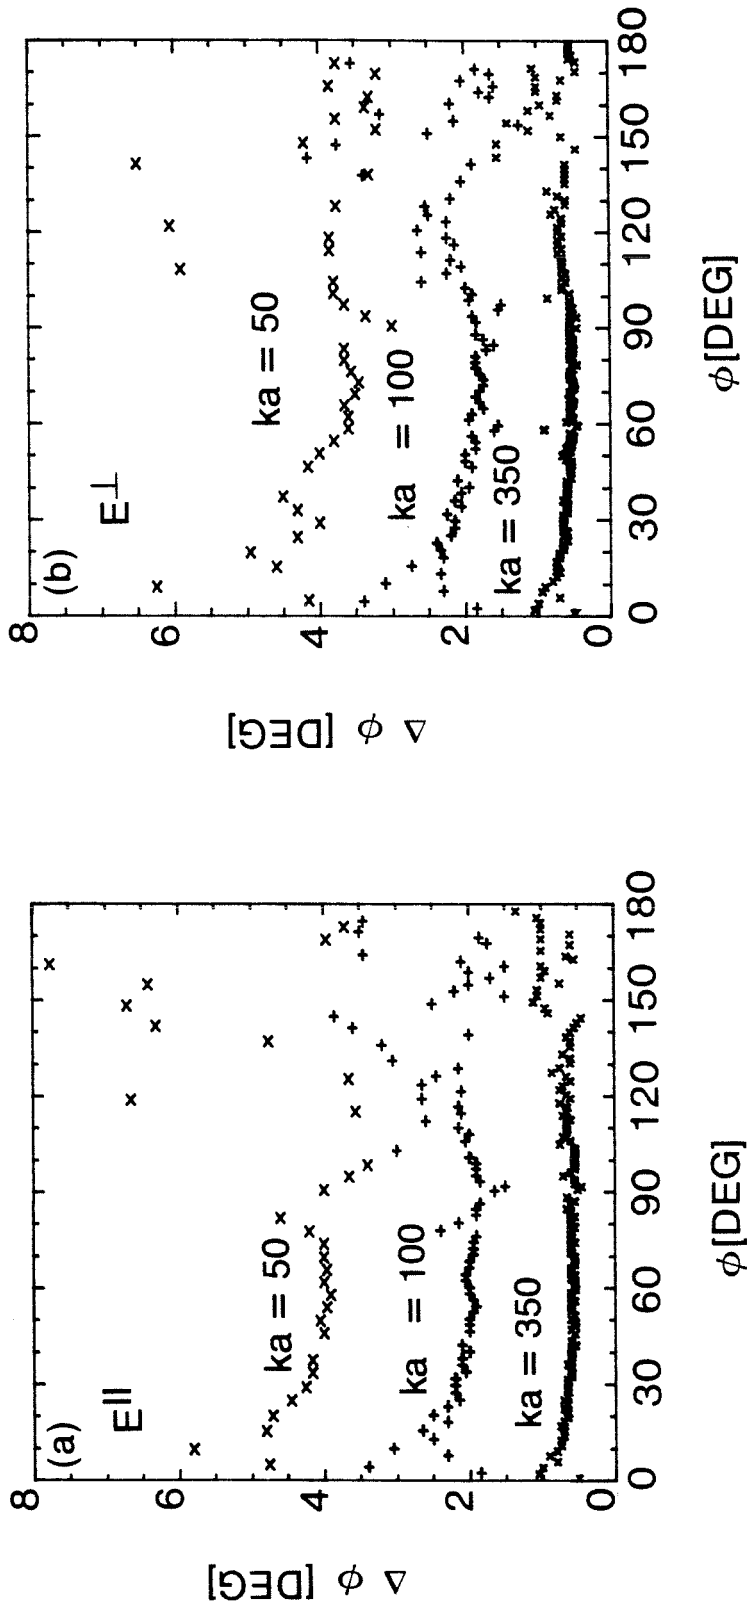 (a)
E||
8
6
4
2
0
Δ ϕ [DEG]
ka = 50
ka = 100
ka = 350
0 30 60 90 120 150 180
ϕ [DEG]
(b)
E⊥
8
6
4
2
0
Δ ϕ [DEG]
ka = 50
ka = 100
ka = 350
0 30 60 90 120 150 180
ϕ [DEG]